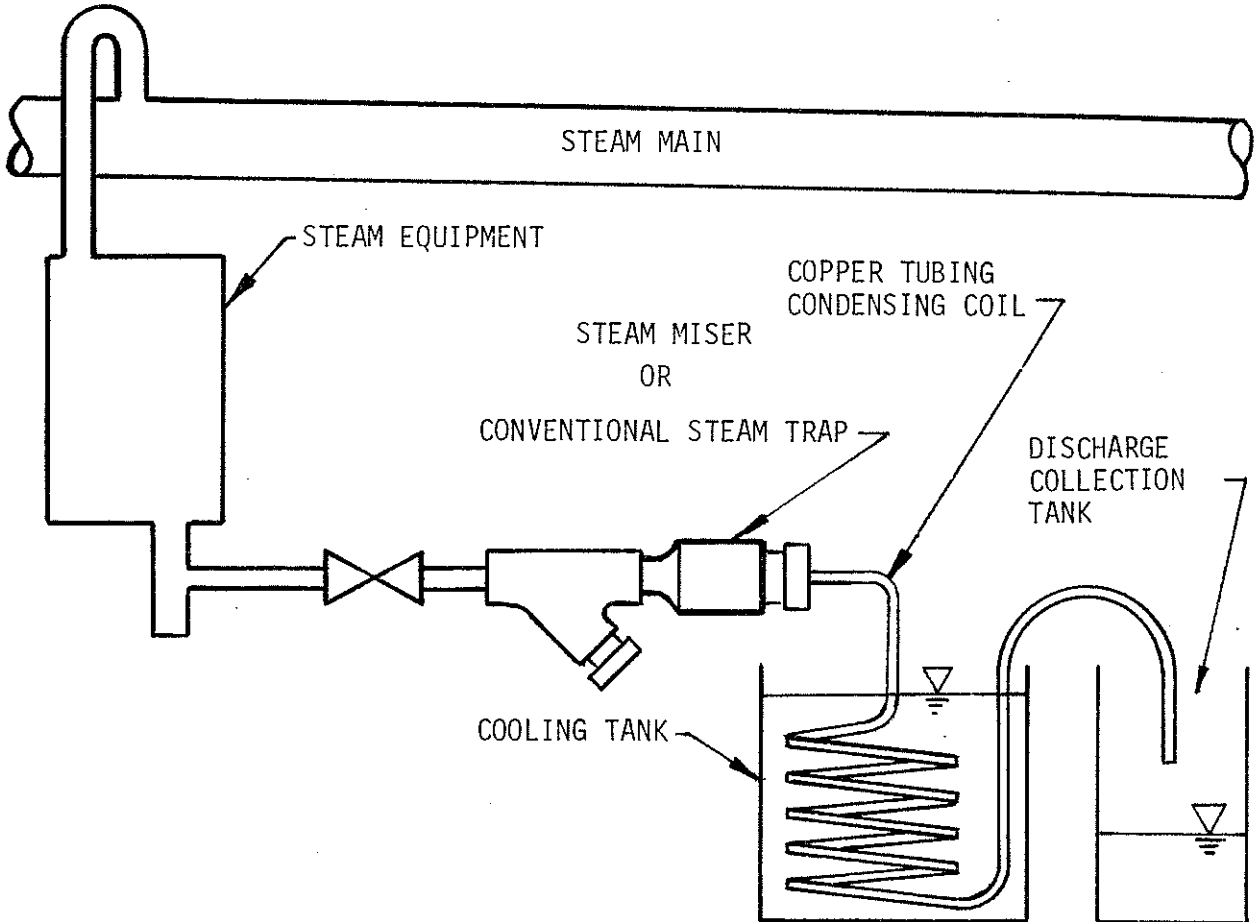 STEAM MAIN
STEAM EQUIPMENT
COPPER TUBING
CONDENSING COIL
STEAM MISER
OR
CONVENTIONAL STEAM TRAP
DISCHARGE
COLLECTION
TANK
COOLING TANK